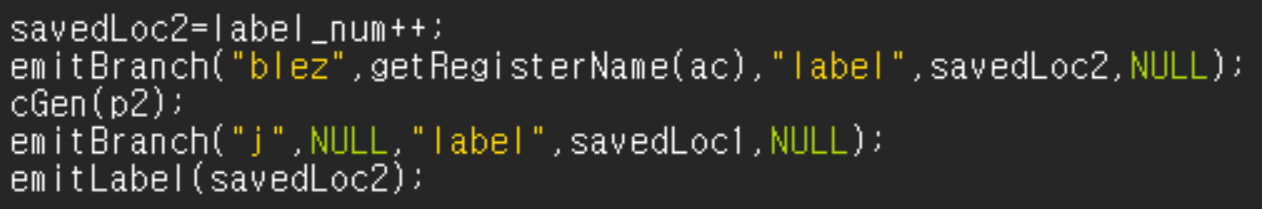 savedLoc2=label_num++;
emitBranch("blez",getRegisterName(ac),"label",savedLoc2,NULL);
cGen(p2);
emitBranch("j",NULL,"label",savedLoc1,NULL);
emitLabel(savedLoc2);